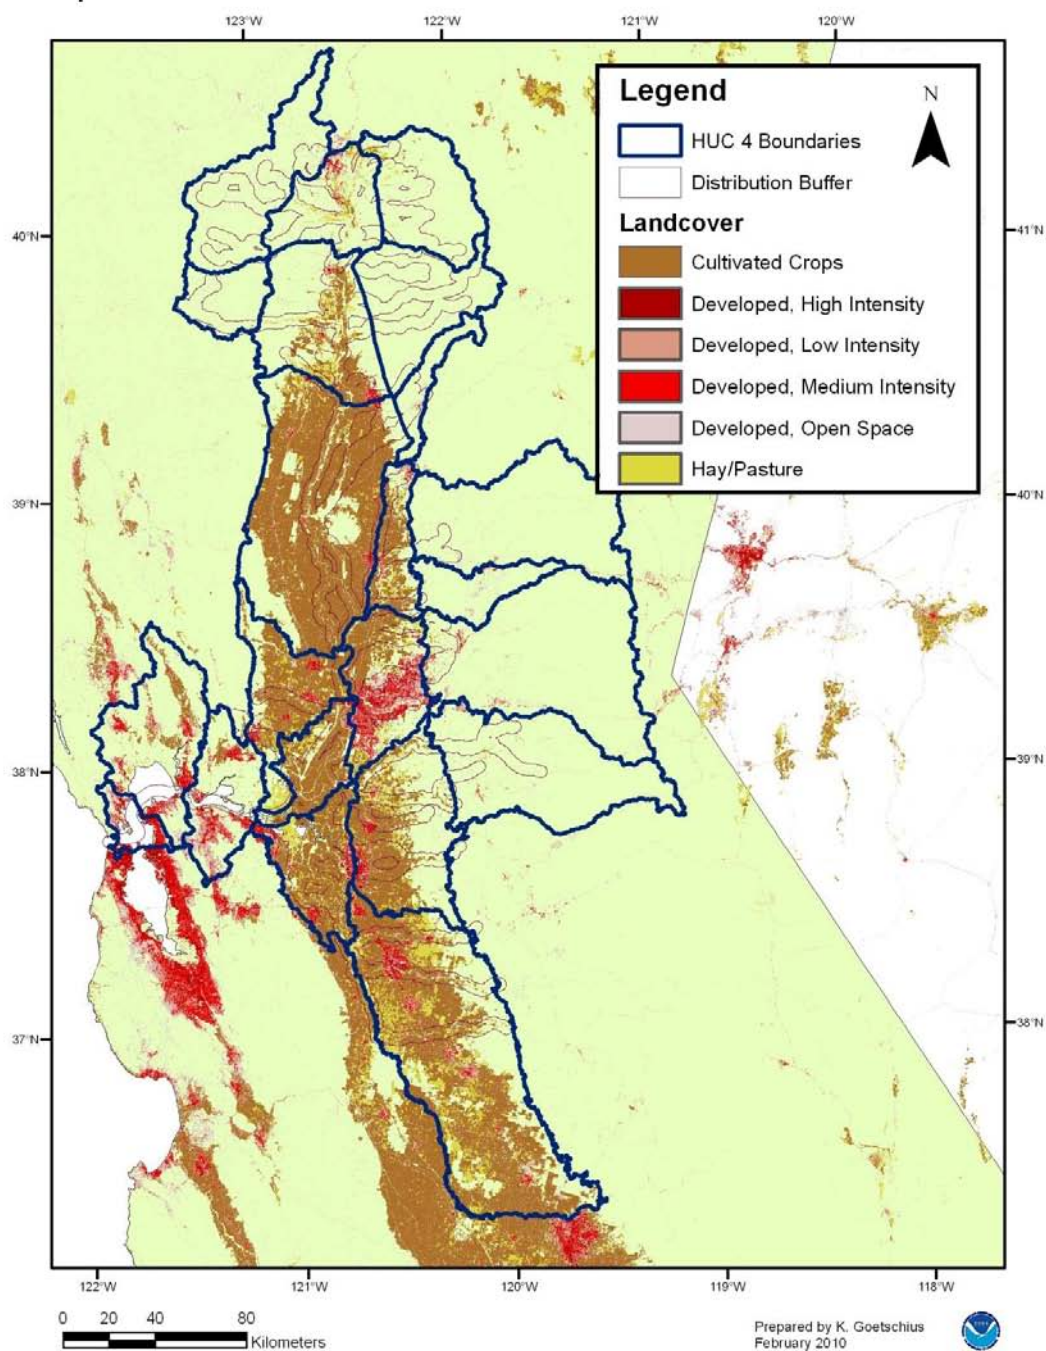 123°W 122°W 121°W 120°W
Legend
N
HUC 4 Boundaries
Distribution Buffer
Landcover
40°N
41°N
Cultivated Crops
Developed, High Intensity
Developed, Low Intensity
Developed, Medium Intensity
Developed, Open Space
Hay/Pasture
39°N
40°N
38°N
39°N
37°N
38°N
122°W 121°W 120°W 119°W 118°W
0 20 40 80
Kilometers
Prepared by K. Goetschius
February 2010